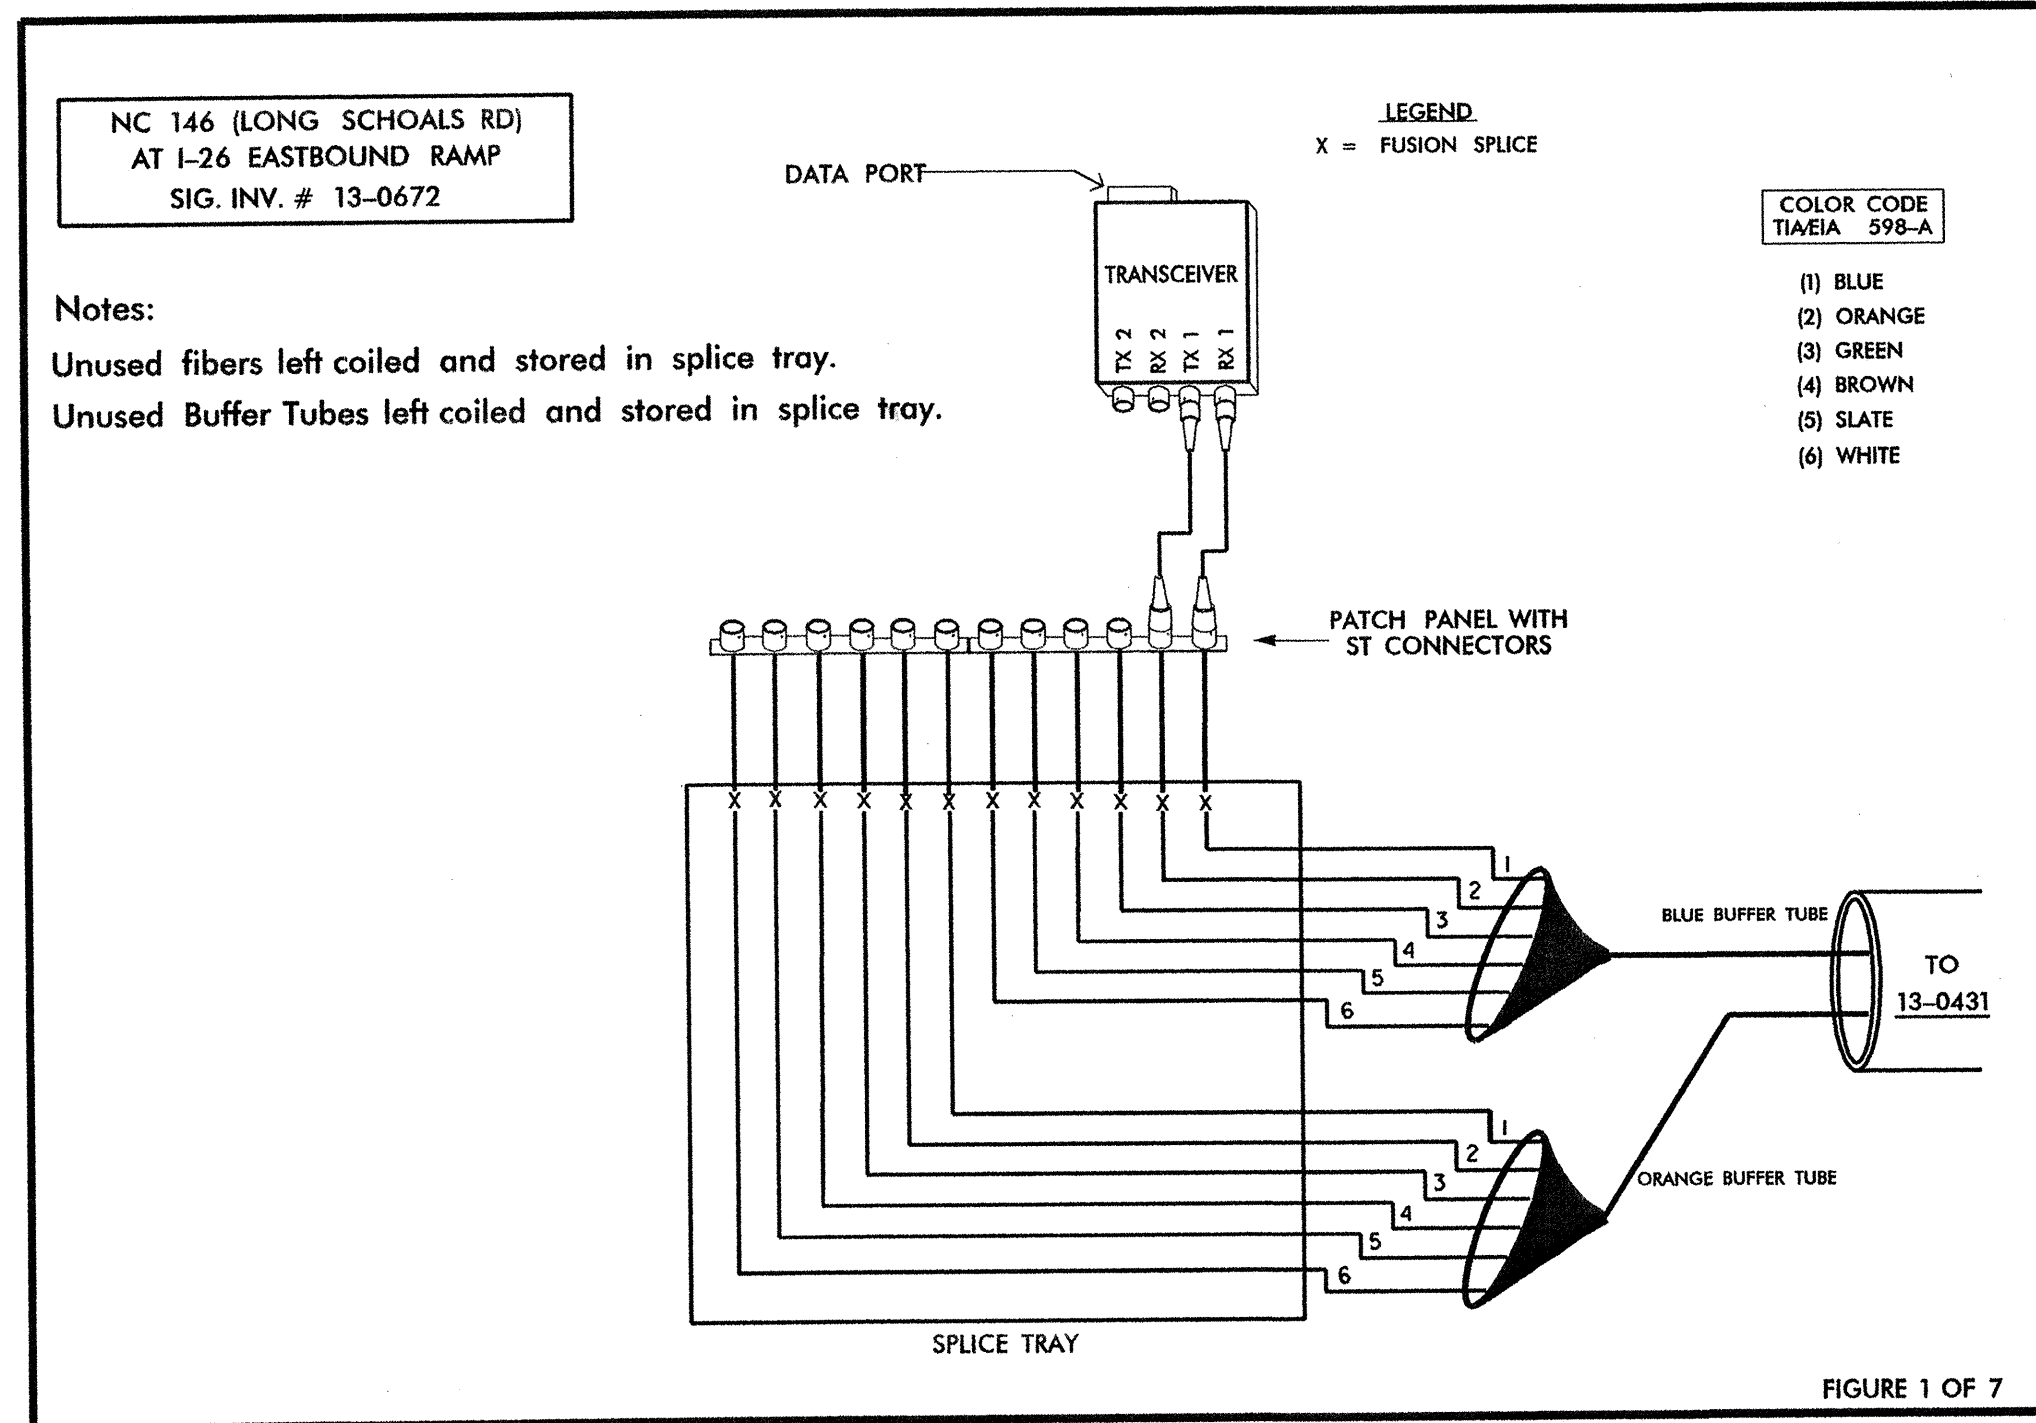 NC 146 (LONG SCHOALS RD)
AT I-26 EASTBOUND RAMP
SIG. INV. # 13-0672
Notes:
Unused fibers left coiled and stored in splice tray.
Unused Buffer Tubes left coiled and stored in splice tray.
LEGEND
X = FUSION SPLICE
DATA PORT
COLOR CODE
TIA/EIA 598-A
(1) BLUE
(2) ORANGE
(3) GREEN
(4) BROWN
(5) SLATE
(6) WHITE
TRANSCEIVER
TX 2
RX 2
TX 1
RX 1
PATCH PANEL WITH
ST CONNECTORS
X X X X X X X X X X X X
1
2
3
4
5
6
BLUE BUFFER TUBE
TO
13-0431
1
2
3
4
5
6
ORANGE BUFFER TUBE
SPLICE TRAY
FIGURE 1 OF 7